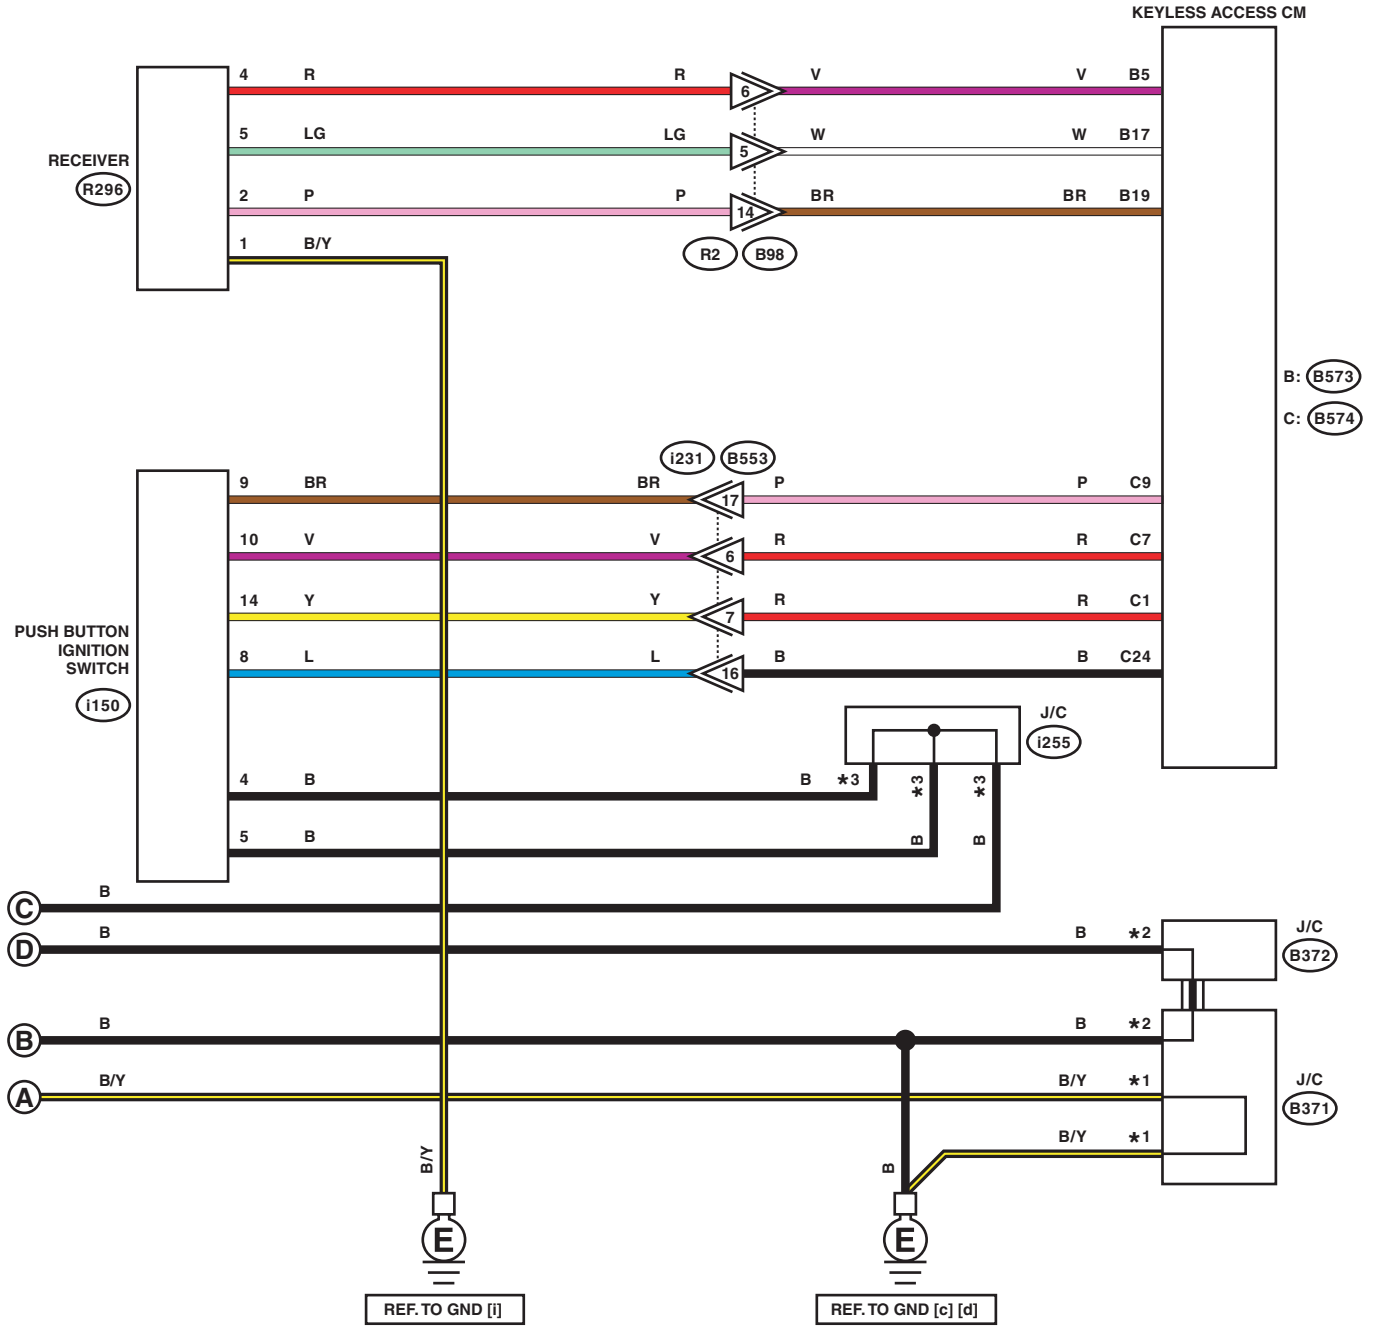 KEYLESS ACCESS CM
4 R R 6 V V B5
5 LG LG 5 W W B17
RECEIVER
R296
2 P P 14 BR BR B19
1 B/Y
R2 B98
B: B573
C: B574
i231 B553
9 BR BR 17 P P C9
10 V V 6 R R C7
14 Y Y 7 R R C1
PUSH BUTTON
IGNITION
SWITCH
i150
8 L L 16 B B C24
J/C
i255
4 B B *3 *3 *3
5 B B B
C B
D B B *2
J/C
B372
B B B *2
A B/Y B/Y *1
J/C
B371
B/Y *1
B/Y B
E E
REF. TO GND [i]
REF. TO GND [c] [d]